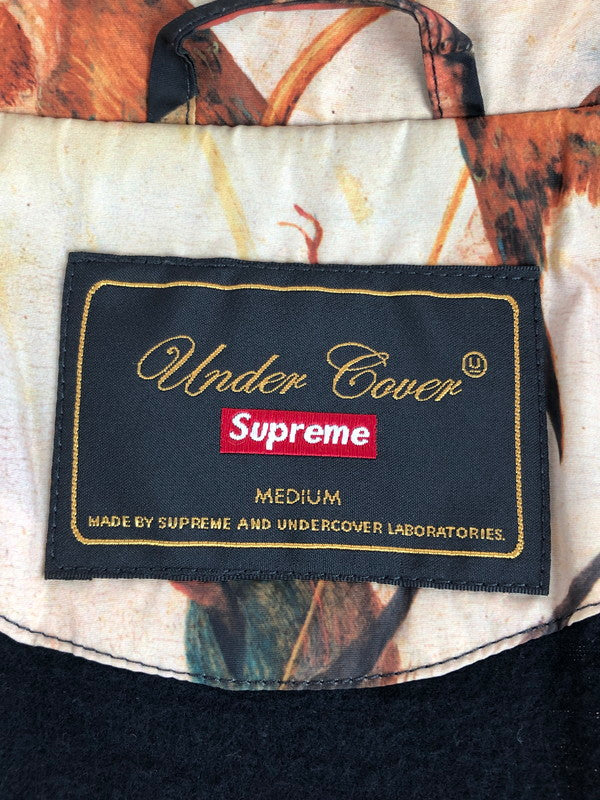 Under Cover U
Supreme
MEDIUM
MADE BY SUPREME AND UNDERCOVER LABORATORIES.